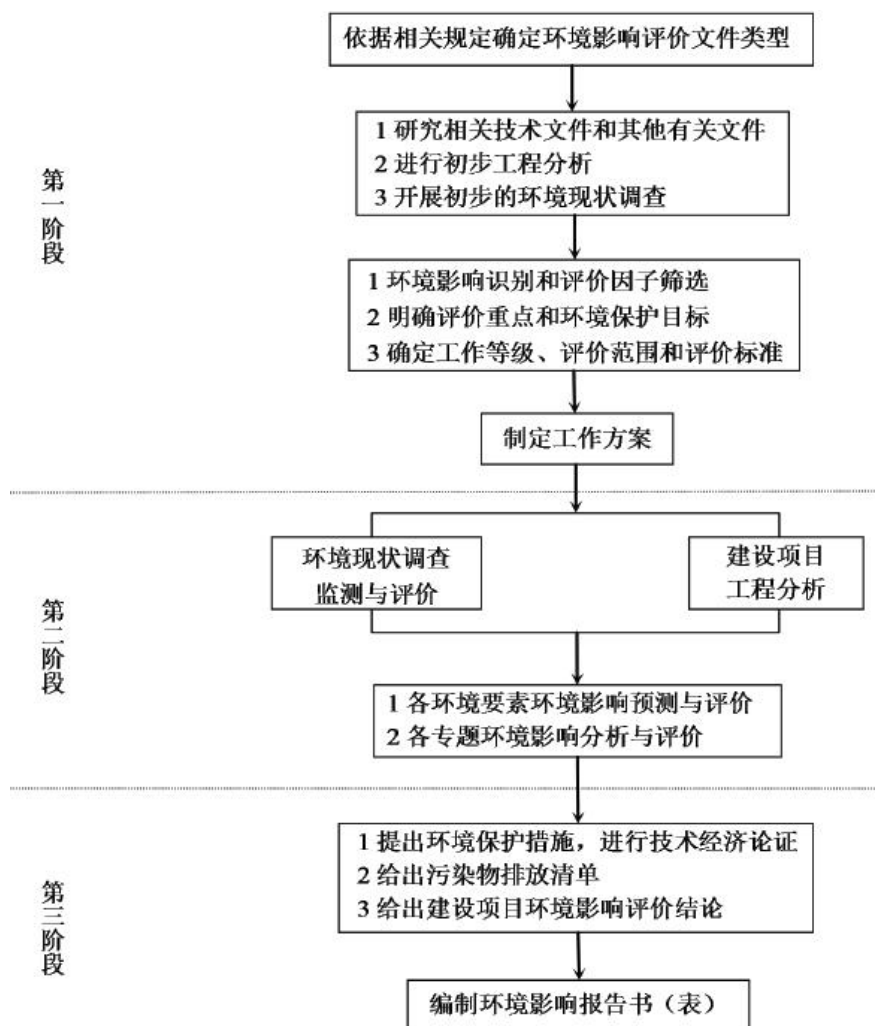 依据相关规定确定环境影响评价文件类型
1 研究相关技术文件和其他有关文件
2 进行初步工程分析
3 开展初步的环境现状调查
第一阶段
1 环境影响识别和评价因子筛选
2 明确评价重点和环境保护目标
3 确定工作等级、评价范围和评价标准
制定工作方案
第二阶段
环境现状调查
监测与评价
建设项目
工程分析
1 各环境要素环境影响预测与评价
2 各专题环境影响分析与评价
第三阶段
1 提出环境保护措施，进行技术经济论证
2 给出污染物排放清单
3 给出建设项目环境影响评价结论
编制环境影响报告书（表）